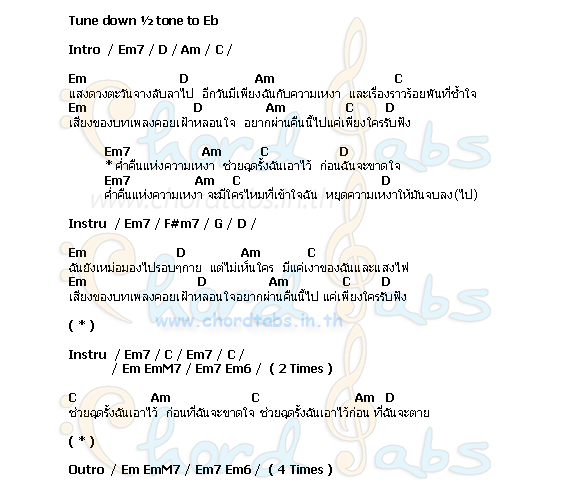 Tune down ½ tone to Eb
Intro / Em7 / D / Am / C /
Em D Am C
แสงดวงตะวันจางลับลาไป อีกวันมีเพียงฉันกับความเหงา และเรื่องราวร้อยพันที่ช้ำใจ
Em D Am C D
เสียงของบทเพลงคอยเฝ้าหลอนใจ อยากผ่านคืนนี้ไปแค่เพียงใครรับฟัง
Em7 Am C D
* ค่ำคืนแห่งความเหงา ช่วยฉุดรั้งฉันเอาไว้ ก่อนฉันจะขาดใจ
Em7 Am C D
ค่ำคืนแห่งความเหงา จะมีใครไหมที่เข้าใจฉัน หยุดความเหงาให้มันจบลง(ไป)
Instru / Em7 / F#m7 / G / D /
Em D Am C
ฉันยังเหม่อมองไปรอบๆกาย แต่ไม่เห็นใคร มีแค่เงาของฉันและแสงไฟ
Em D Am C D
เสียงของบทเพลงคอยเฝ้าหลอนใจอยากผ่านคืนนี้ไป แค่เพียงใครรับฟัง
( * )
www.chordtabs.in.th
Instru / Em7 / C / Em7 / C /
/ Em EmM7 / Em7 Em6 / ( 2 Times )
C Am C Am D
ช่วยฉุดรั้งฉันเอาไว้ ก่อนที่ฉันจะขาดใจ ช่วยฉุดรั้งฉันเอาไว้ก่อน ที่ฉันจะตาย
( * )
Outro / Em EmM7 / Em7 Em6 / ( 4 Times )